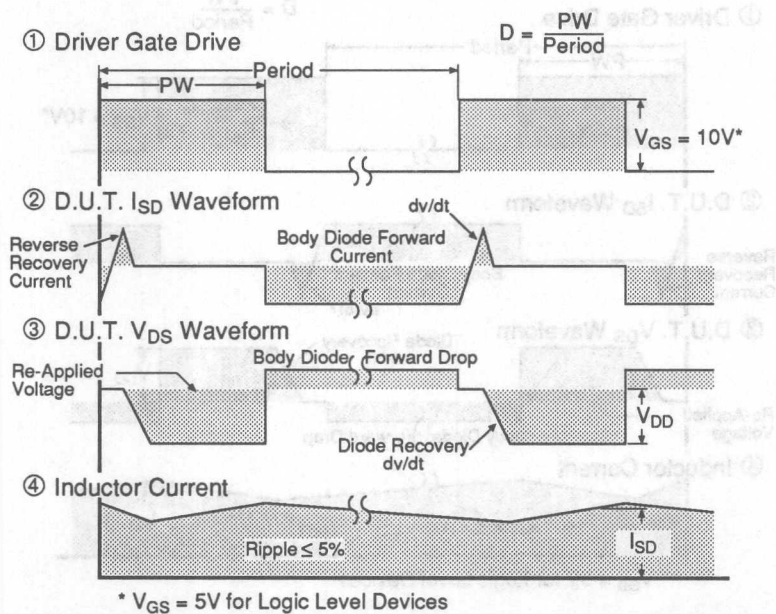 ① Driver Gate Drive
D = PW
Period
Period
PW
V_GS = 10V*
② D.U.T. I_SD Waveform
dv/dt
Reverse
Recovery
Current
Body Diode Forward
Current
③ D.U.T. V_DS Waveform
Re-Applied
Voltage
Body Diode Forward Drop
V_DD
Diode Recovery
dv/dt
④ Inductor Current
Ripple ≤ 5%
I_SD
* V_GS = 5V for Logic Level Devices